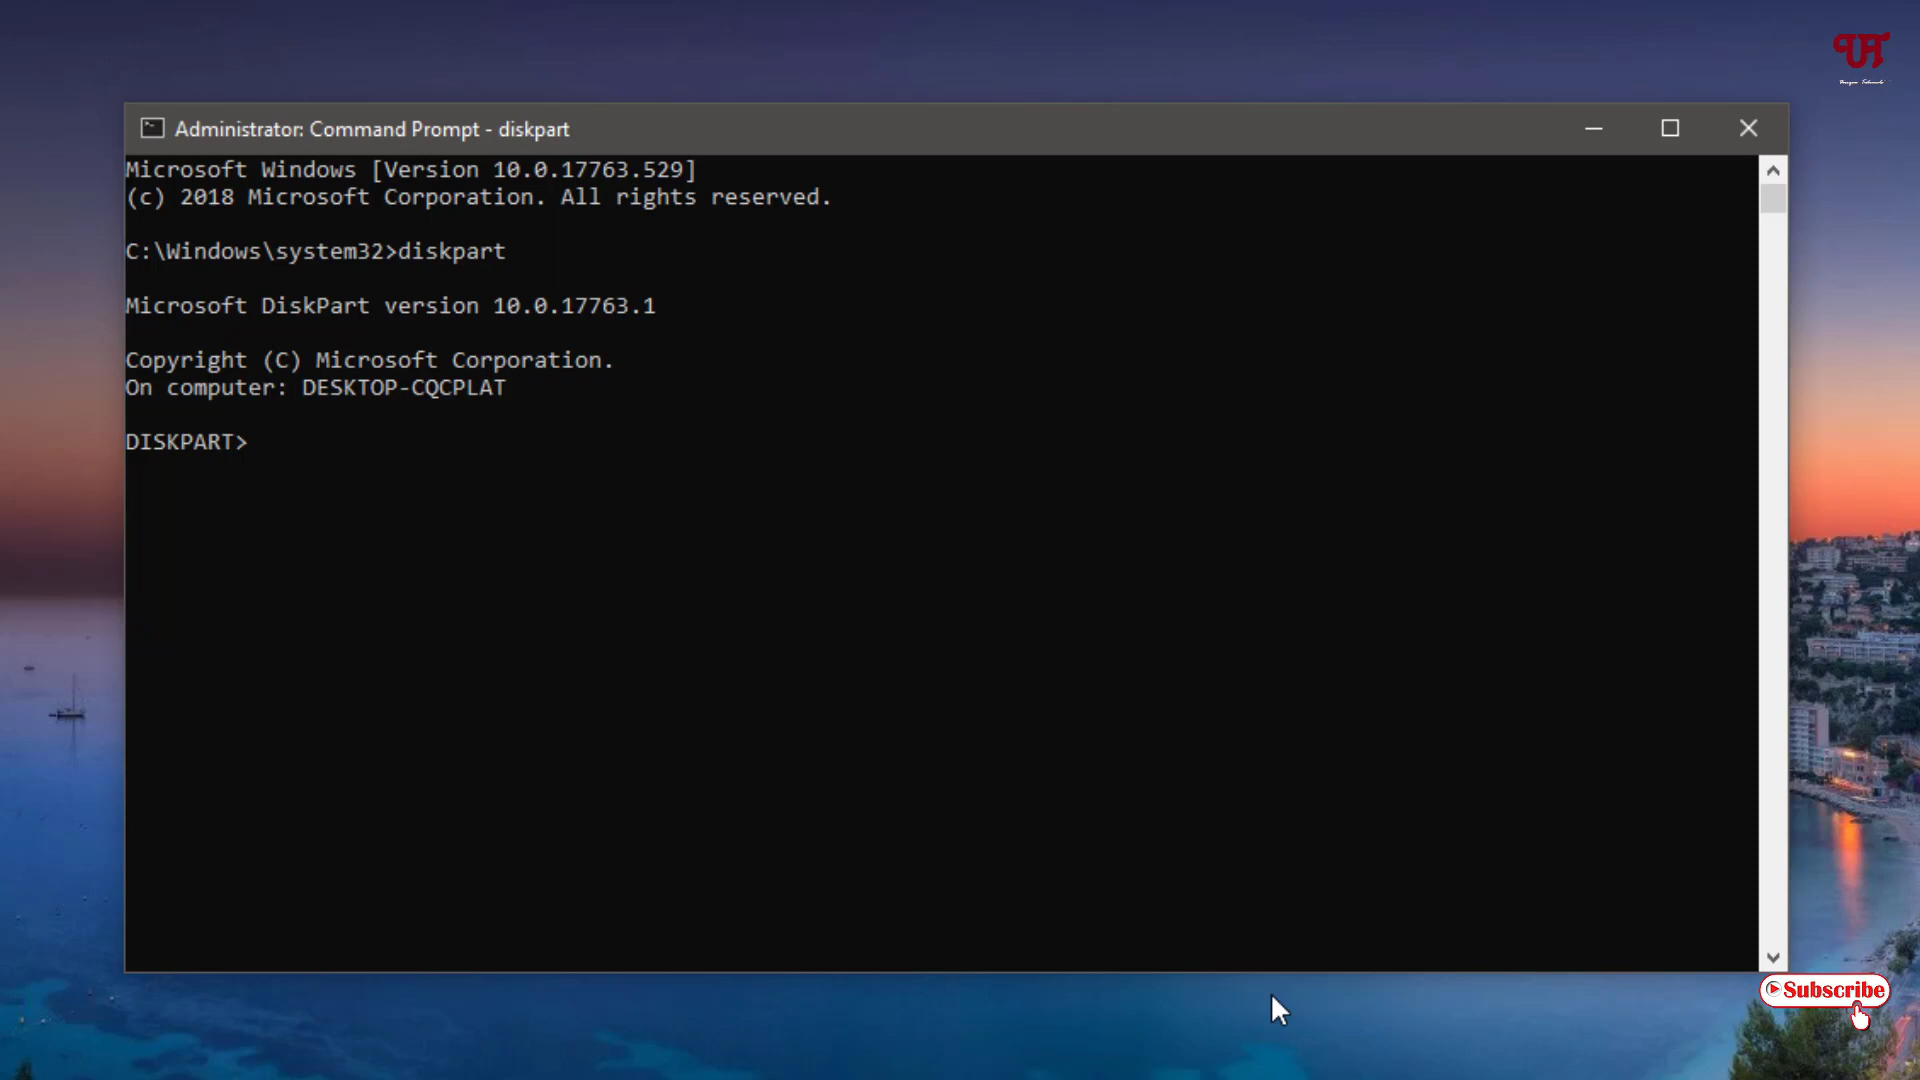 Administrator: Command Prompt - diskpart
Microsoft Windows [Version 10.0.17763.529]
(c) 2018 Microsoft Corporation. All rights reserved.
C:\Windows\system32>diskpart
Microsoft DiskPart version 10.0.17763.1
Copyright (C) Microsoft Corporation.
On computer: DESKTOP-CQCPLAT
DISKPART>
Subscribe